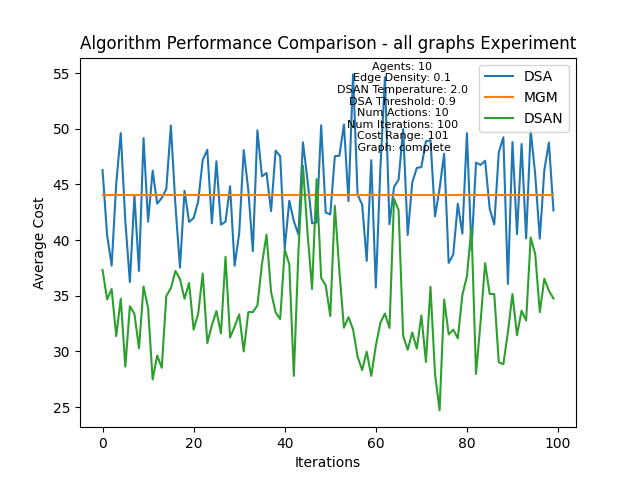 Algorithm Performance Comparison - all graphs Experiment
Agents: 10
Edge Density: 0.1
DSAN Temperature: 2.0
DSA Threshold: 0.9
Num Actions: 10
Num Iterations: 100
Cost Range: 101
Graph: complete
DSA
MGM
DSAN
Average Cost
55
50
45
40
35
30
25
0 20 40 60 80 100
Iterations